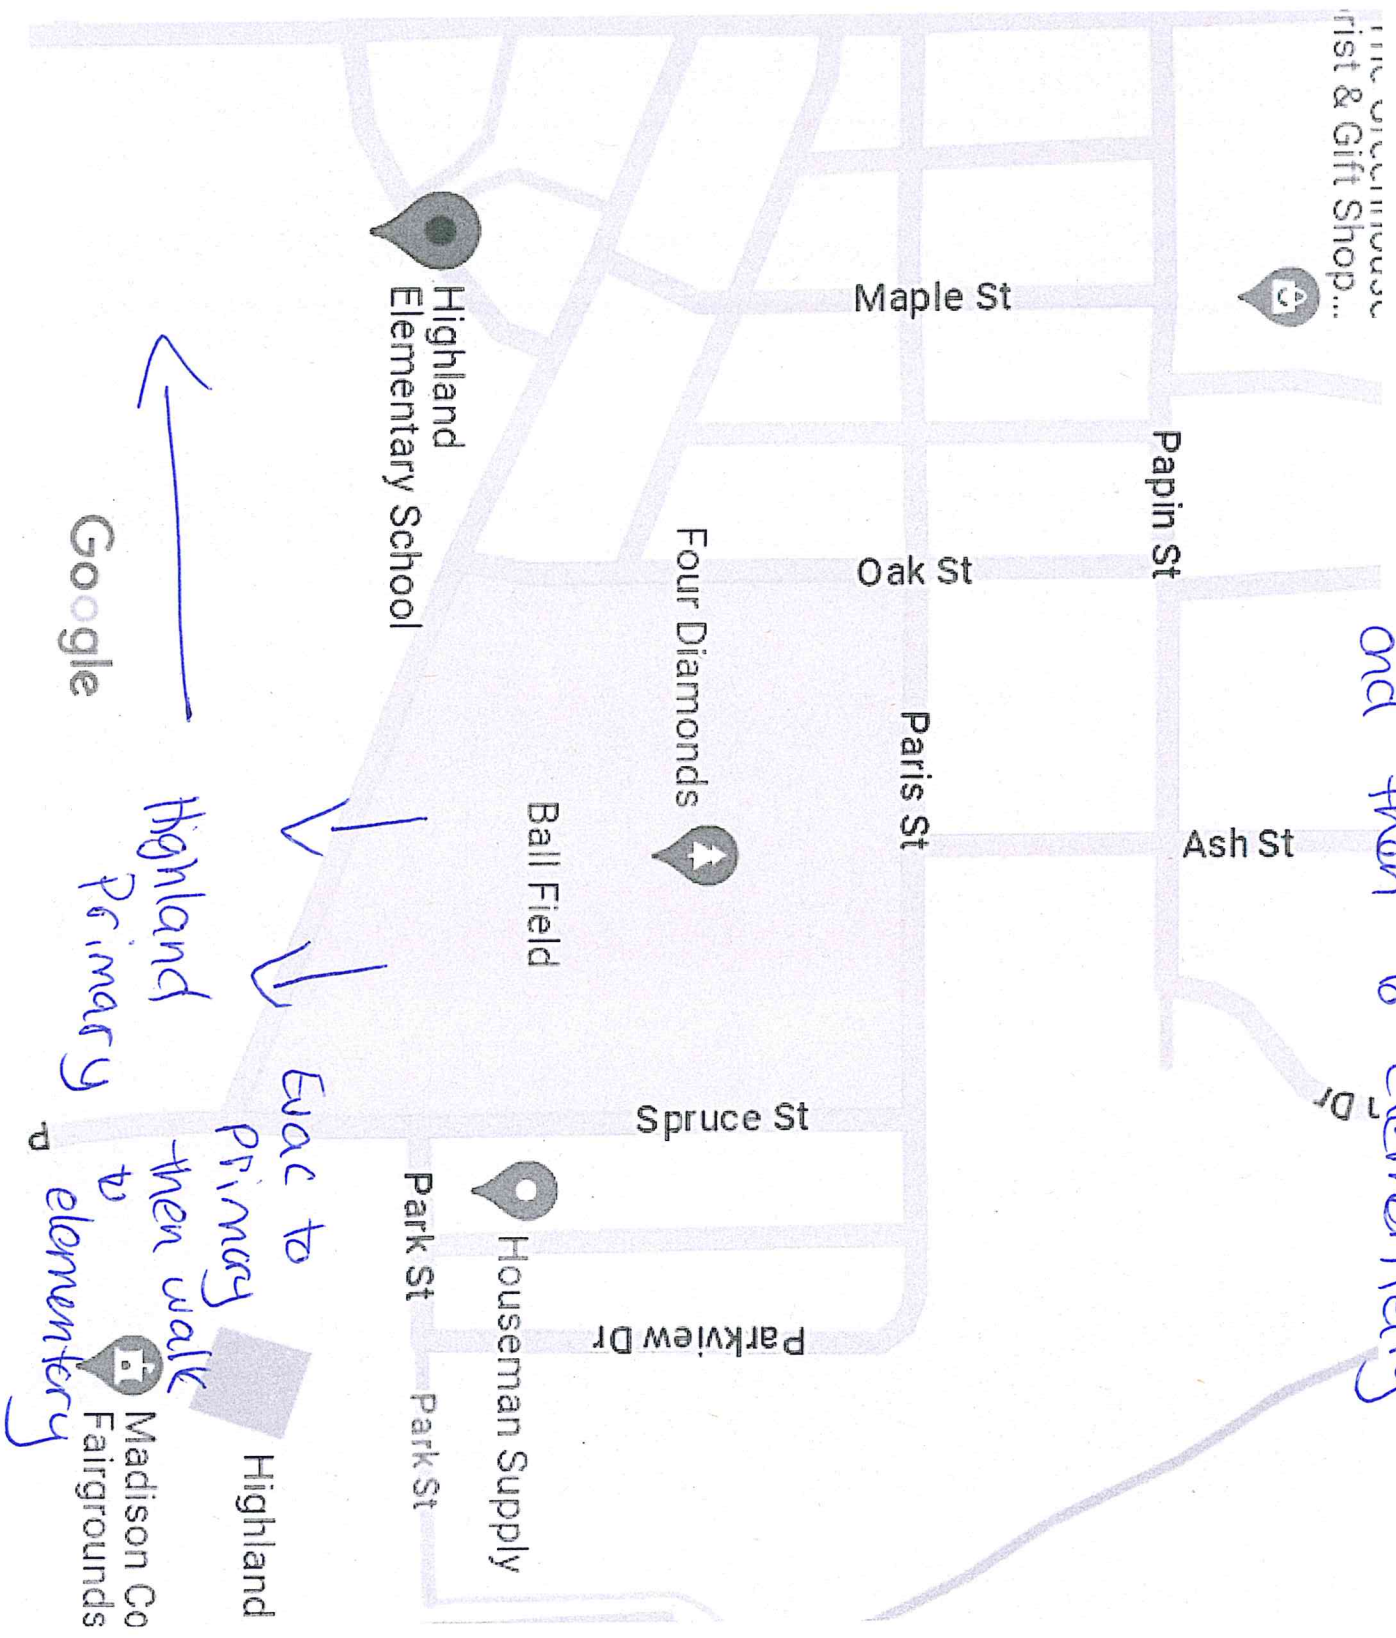 and then to
rist & Gift Shop...
Papin St
Ash St
Maple St
Oak St
Paris St
Four Diamonds
Ball Field
Spruce St
Parkview Dr
Houseman Supply
Park St
Park St
Highland
Elementary School
Evac to
Primary
then walk
to
elementery
Highland
Primary
Highland
Madison Co
Fairgrounds
Google